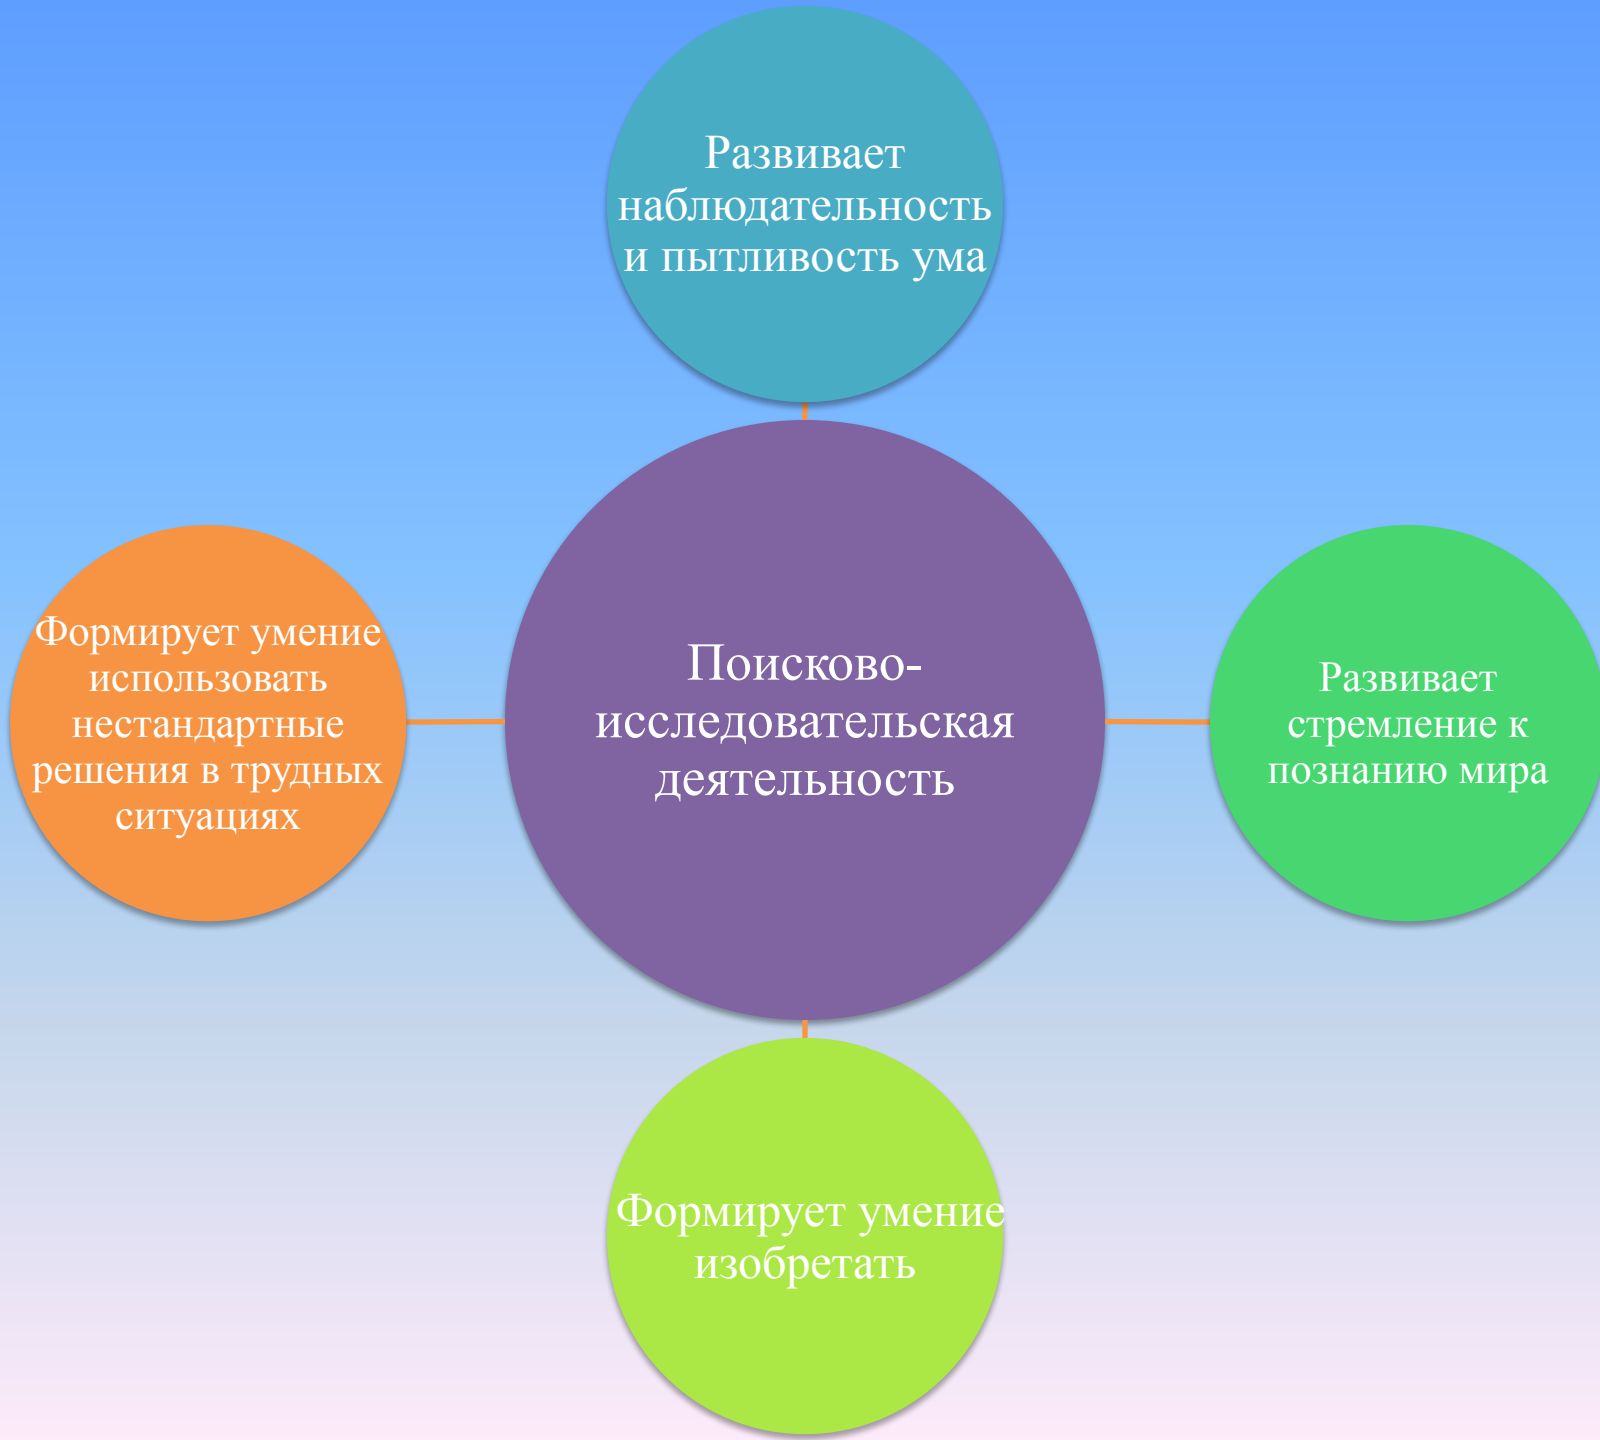 Развивает
наблюдательность
и пытливость ума
Формирует умение
использовать
нестандартные
решения в трудных
ситуациях
Поисково-
исследовательская
деятельность
Развивает
стремление к
познанию мира
Формирует умение
изобретать